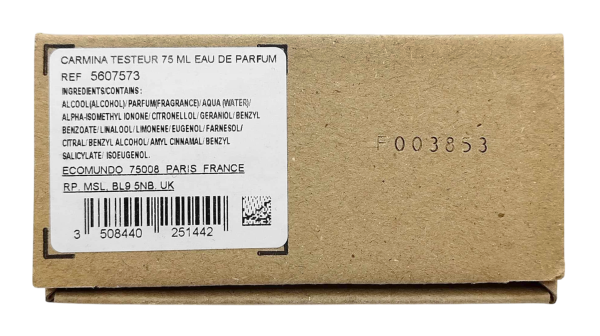 CARMINA TESTEUR 75 ML EAU DE PARFUM
REF 5607573
INGREDIENTS/CONTAINS:
ALCOOL(ALCOHOL)/ PARFUM(FRAGRANCE)/ AQUA (WATER)/
ALPHA-ISOMETHYL IONONE/ CITRONELLOL/ GERANIOL/ BENZYL
BENZOATE/ LINALOOL/ LIMONENE/ EUGENOL/ FARNESOL/
CITRAL/ BENZYL ALCOHOL/ AMYL CINNAMAL/ BENZYL
SALICYLATE/ ISOEUGENOL.
ECOMUNDO 75008 PARIS FRANCE
RP. MSL. BL9 5NB. UK
3 508440 251442
F003853